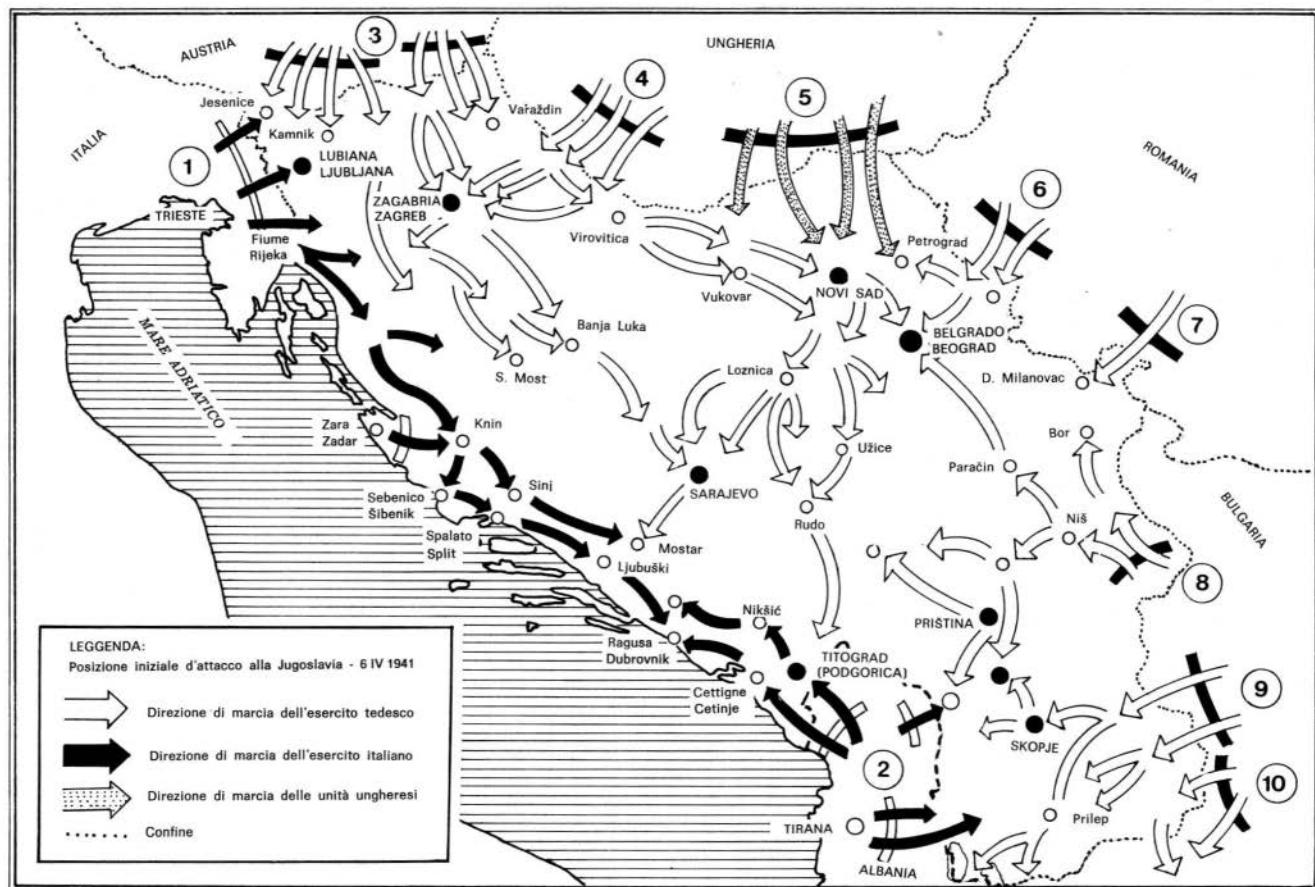 AUSTRIA
3
UNGHERIA
4
5
Jesenice
Varaždin
Kamnik
ITALIA
1
LUBIANA
LJUBLJANA
ROMANIA
ZAGABRIA
ZAGREB
6
TRIESTE
Fiume
Rijeka
Virovitica
Petrograd
Vukovar
NOVI SAD
7
MARE ADRIATICO
Banja Luka
BELGRADO
BEOGRAD
S. Most
Loznica
D. Milanovac
Zara
Zadar
Knin
Užice
Bor
Paračin
Sinj
SARAJEVO
BULGARIA
Sebenico
Šibenik
Rudo
Niš
Spalato
Split
Mostar
Ljubuški
8
Nikšić
PRIŠTINA
Ragusa
Dubrovnik
TITOGRAD
(PODGORICA)
Cettigne
Cetinje
9
SKOPJE
2
10
TIRANA
Prilep
ALBANIA
LEGGENDA:
Posizione iniziale d'attacco alla Jugoslavia - 6 IV 1941
Direzione di marcia dell'esercito tedesco
Direzione di marcia dell'esercito italiano
Direzione di marcia delle unità ungheresi
Confine